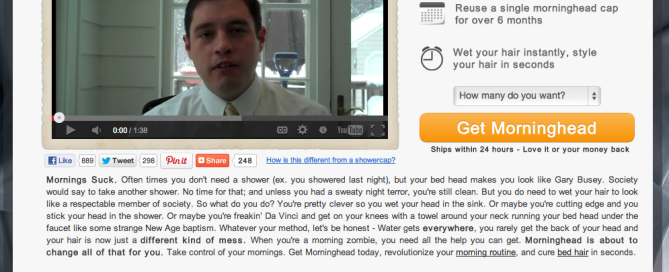 Reuse a single morninghead cap
for over 6 months
Wet your hair instantly, style
your hair in seconds
How many do you want?
Get Morninghead
Ships within 24 hours - Love it or your money back
0:00 / 1:38
CC
YouTube
Like 889 Tweet 298 Pin it Share 248 How is this different from a showercap?
Mornings Suck. Often times you don't need a shower (ex. you showered last night), but your bed head makes you look like Gary Busey. Society
would say to take another shower. No time for that; and unless you had a sweaty night terror, you're still clean. But you do need to wet your hair to look
like a respectable member of society. So what do you do? You're pretty clever so you wet your head in the sink. Or maybe you're cutting edge and you
stick your head in the shower. Or maybe you're freakin' Da Vinci and get on your knees with a towel around your neck running your bed head under the
faucet like some strange New Age baptism. Whatever your method, let's be honest - Water gets everywhere, you rarely get the back of your head and
your hair is now just a different kind of mess. When you're a morning zombie, you need all the help you can get. Morninghead is about to
change all of that for you. Take control of your mornings. Get Morninghead today, revolutionize your morning routine, and cure bed hair in seconds.